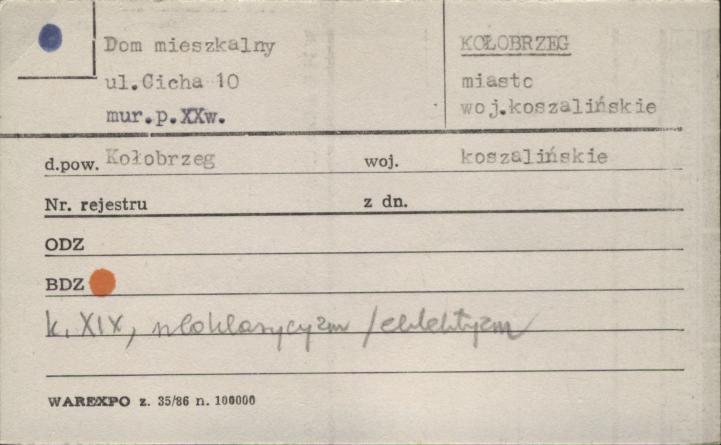 Dom mieszkalny
ul.Cicha 10
mur.p.XXw.
KOŁOBRZEG
miasto
woj.koszalińskie
d.pow. Kołobrzeg woj. koszalińskie
Nr. rejestru z dn.
ODZ
BDZ
k. XIX, neoklasycyzm /eklektyzm
WAREXPO z. 35/86 n. 100000